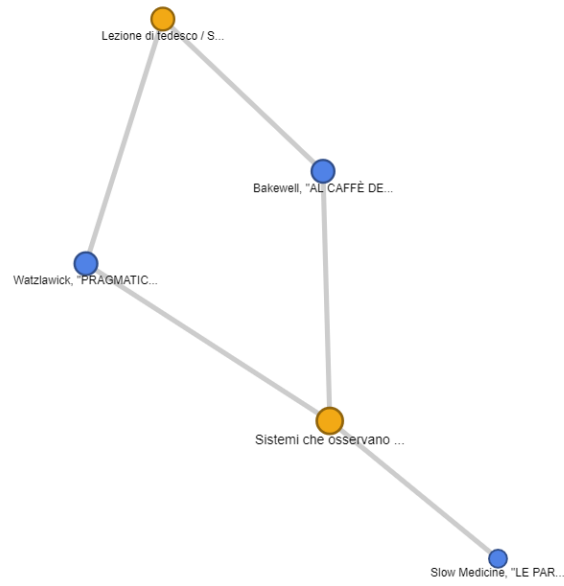 Lezione di tedesco / S...
Bakewell, "AL CAFFÈ DE...
Watzlawick, "PRAGMATIC...
Sistemi che osservano ...
Slow Medicine, "LE PAR...